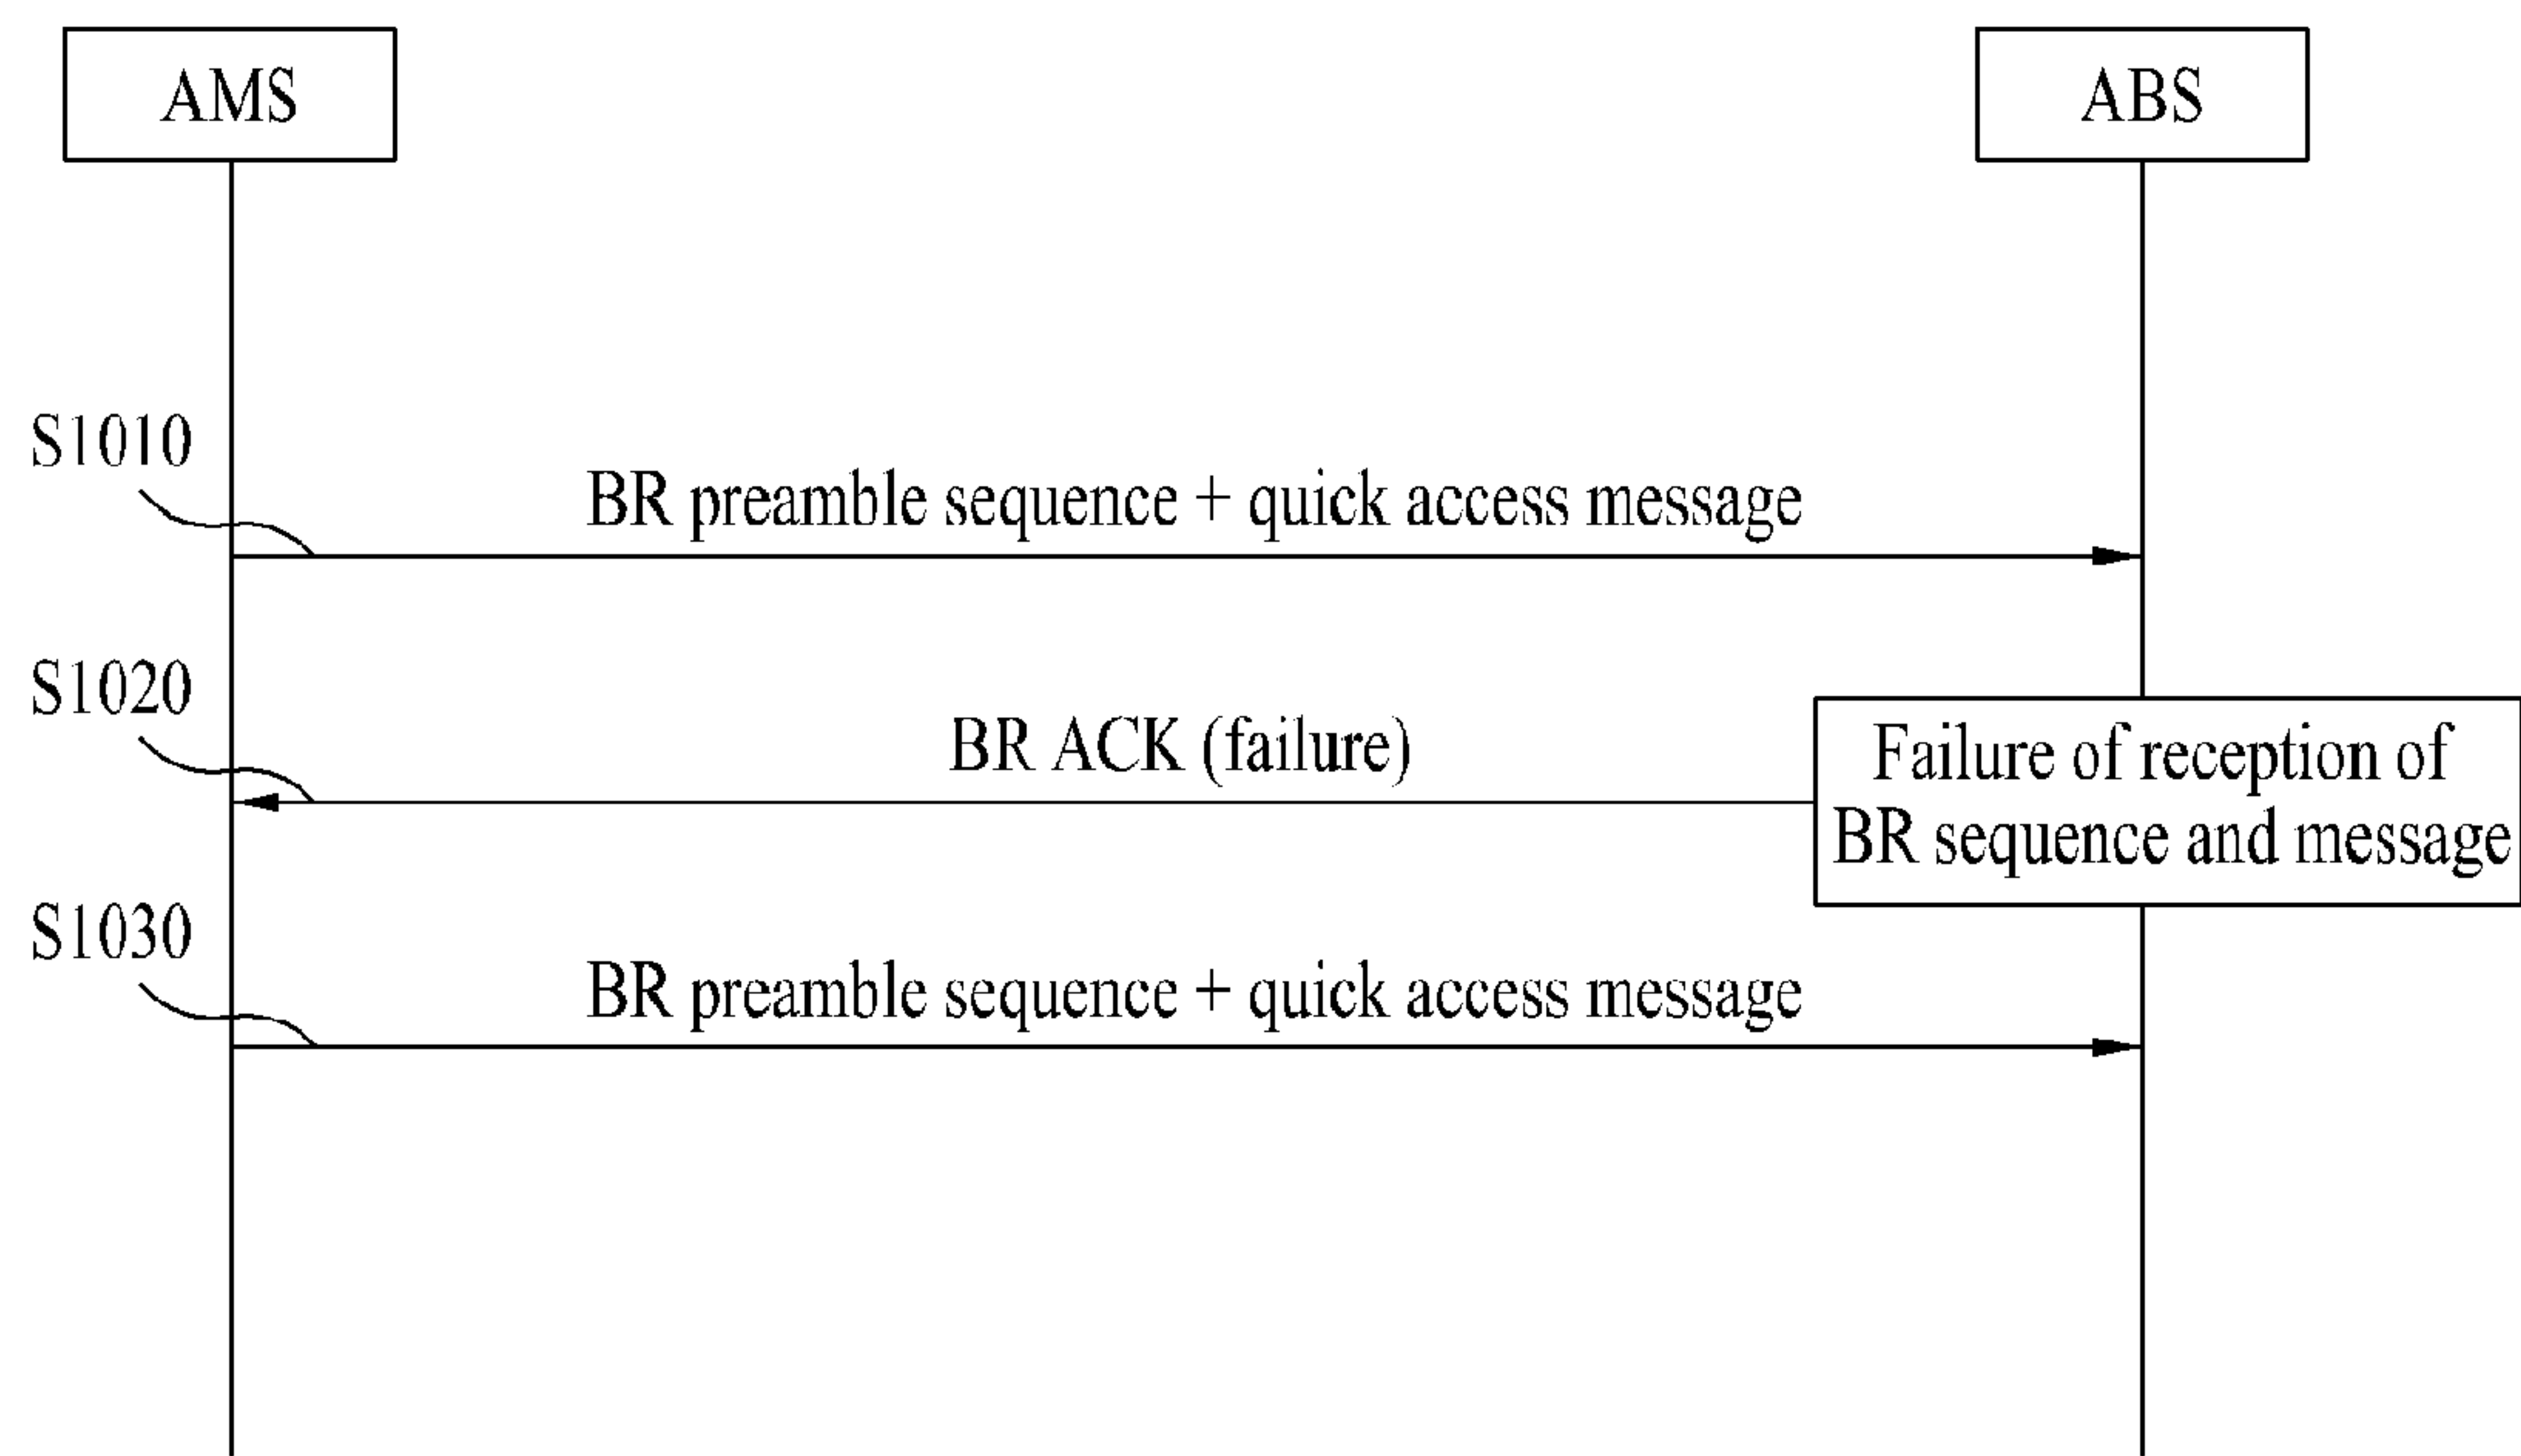 AMS
ABS
S1010
BR preamble sequence + quick access message
S1020
BR ACK (failure)
Failure of reception of
BR sequence and message
S1030
BR preamble sequence + quick access message